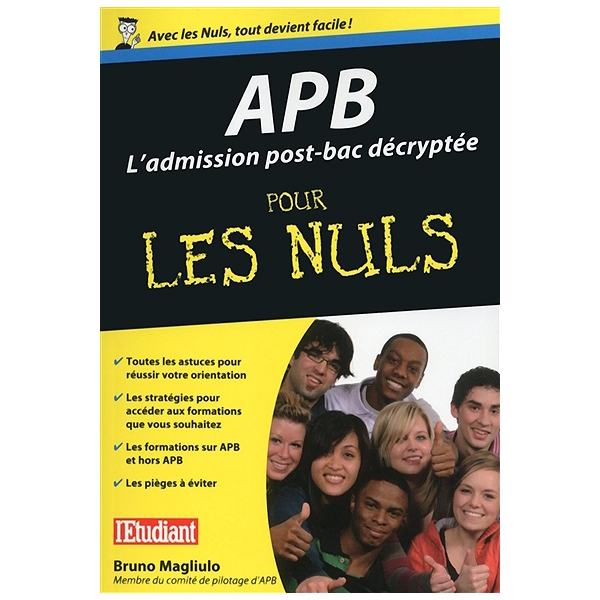 Avec les Nuls, tout devient facile !
APB
L'admission post-bac décryptée
POUR
LES NULS
✓ Toutes les astuces pour
réussir votre orientation
✓ Les stratégies pour
accéder aux formations
que vous souhaitez
✓ Les formations sur APB
et hors APB
✓ Les pièges à éviter
l'Etudiant
Bruno Magliulo
Membre du comité de pilotage d'APB